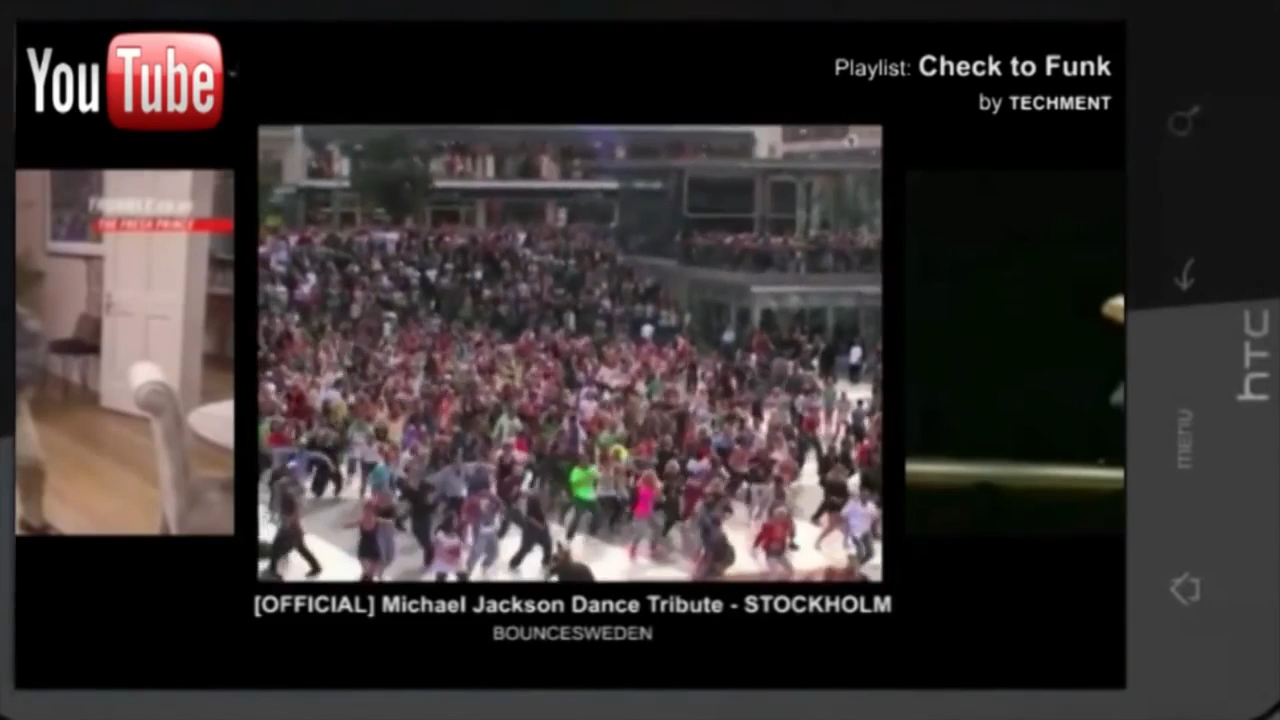 YouTube
Playlist: Check to Funk
by TECHMENT
THE FRESH PRINCE
[OFFICIAL] Michael Jackson Dance Tribute - STOCKHOLM
BOUNCESWEDEN
menu
hTC